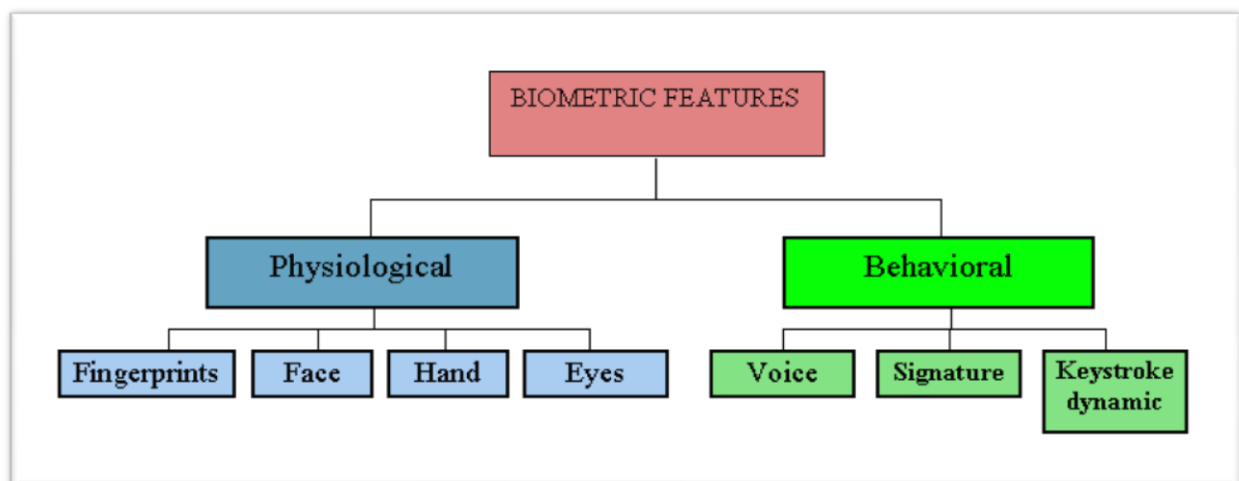 BIOMETRIC FEATURES
Physiological
Behavioral
Fingerprints
Face
Hand
Eyes
Voice
Signature
Keystroke
dynamic